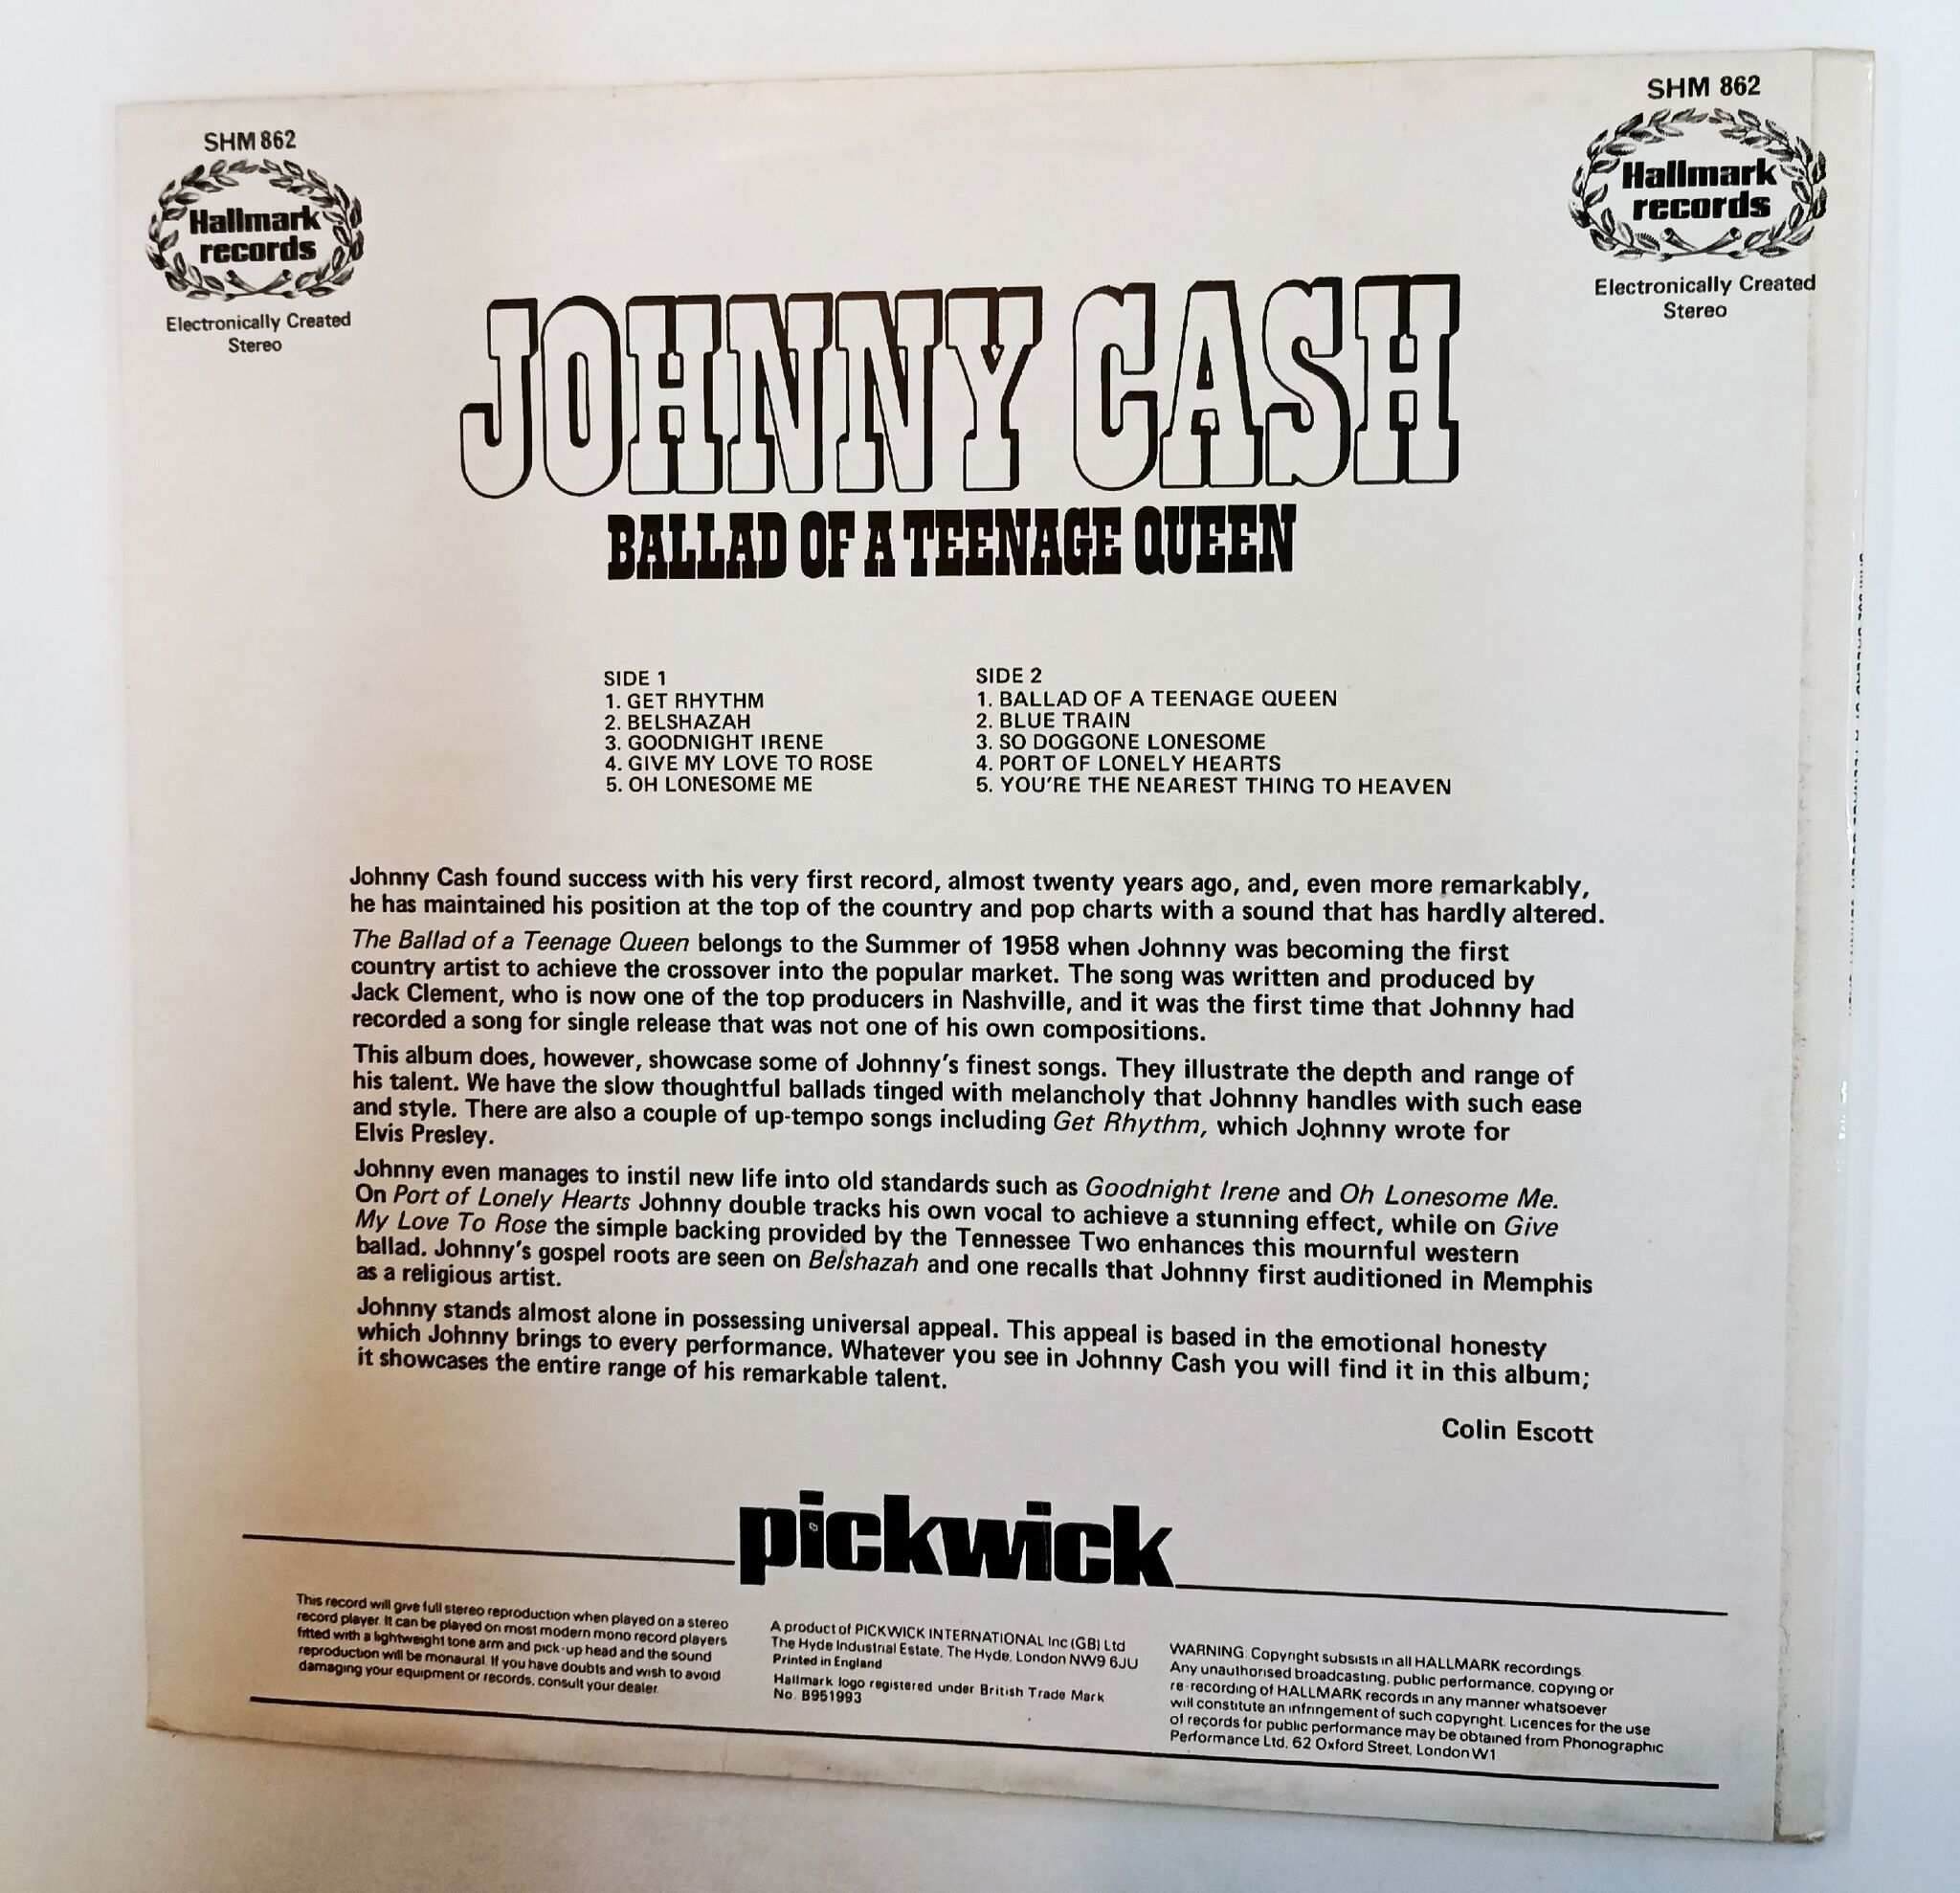 SHM 862
Hallmark
records
Electronically Created
Stereo
SHM 862
Hallmark
records
Electronically Created
Stereo
JOHNNY CASH
BALLAD OF A TEENAGE QUEEN
SIDE 1
1. GET RHYTHM
2. BELSHAZAH
3. GOODNIGHT IRENE
4. GIVE MY LOVE TO ROSE
5. OH LONESOME ME
SIDE 2
1. BALLAD OF A TEENAGE QUEEN
2. BLUE TRAIN
3. SO DOGGONE LONESOME
4. PORT OF LONELY HEARTS
5. YOU'RE THE NEAREST THING TO HEAVEN
Johnny Cash found success with his very first record, almost twenty years ago, and, even more remarkably,
he has maintained his position at the top of the country and pop charts with a sound that has hardly altered.
The Ballad of a Teenage Queen belongs to the Summer of 1958 when Johnny was becoming the first
country artist to achieve the crossover into the popular market. The song was written and produced by
Jack Clement, who is now one of the top producers in Nashville, and it was the first time that Johnny had
recorded a song for single release that was not one of his own compositions.
This album does, however, showcase some of Johnny's finest songs. They illustrate the depth and range of
his talent. We have the slow thoughtful ballads tinged with melancholy that Johnny handles with such ease
and style. There are also a couple of up-tempo songs including Get Rhythm, which Johnny wrote for
Elvis Presley.
Johnny even manages to instil new life into old standards such as Goodnight Irene and Oh Lonesome Me.
On Port of Lonely Hearts Johnny double tracks his own vocal to achieve a stunning effect, while on Give
My Love To Rose the simple backing provided by the Tennessee Two enhances this mournful western
ballad. Johnny's gospel roots are seen on Belshazah and one recalls that Johnny first auditioned in Memphis
as a religious artist.
Johnny stands almost alone in possessing universal appeal. This appeal is based in the emotional honesty
which Johnny brings to every performance. Whatever you see in Johnny Cash you will find it in this album;
it showcases the entire range of his remarkable talent.
Colin Escott
pickwick
This record will give full stereo reproduction when played on a stereo
record player. It can be played on most modern mono record players
fitted with a lightweight tone arm and pick-up head and the sound
reproduction will be monaural. If you have doubts and wish to avoid
damaging your equipment or records, consult your dealer.
A product of PICKWICK INTERNATIONAL Inc (GB) Ltd
The Hyde Industrial Estate, The Hyde, London NW9 6JU
Printed in England
Hallmark logo registered under British Trade Mark
No. B951993
WARNING: Copyright subsists in all HALLMARK recordings.
Any unauthorised broadcasting, public performance, copying or
re-recording of HALLMARK records in any manner whatsoever
will constitute an infringement of such copyright. Licences for the use
of records for public performance may be obtained from Phonographic
Performance Ltd, 62 Oxford Street, London W1